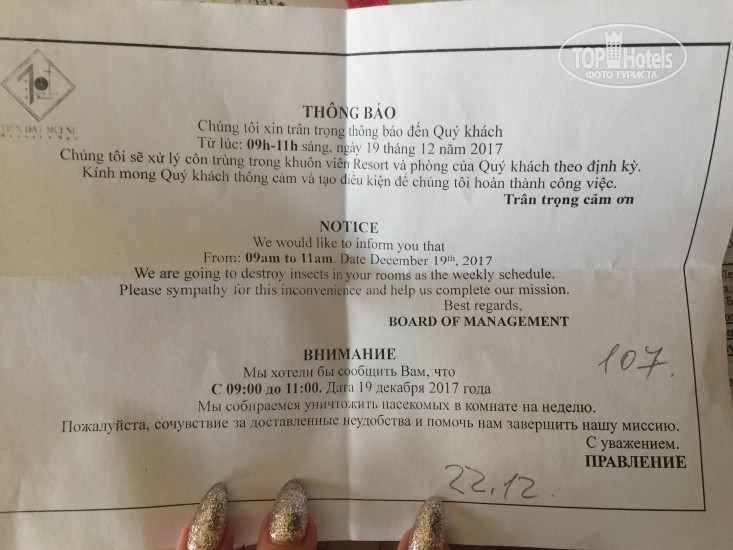 TOP Hotels
ФОТО ТУРИСТА
THÔNG BÁO
Chúng tôi xin trân trọng thông báo đến Quý khách
Từ lúc: 09h-11h sáng, ngày 19 tháng 12 năm 2017
Chúng tôi sẽ xử lý côn trùng trong khuôn viên Resort và phòng của Quý khách theo định kỳ.
Kính mong Quý khách thông cảm và tạo điều kiện để chúng tôi hoàn thành công việc.
Trân trọng cảm ơn
NOTICE
We would like to inform you that
From: 09am to 11am. Date December 19th, 2017
We are going to destroy insects in your rooms as the weekly schedule.
Please sympathy for this inconvenience and help us complete our mission.
Best regards,
BOARD OF MANAGEMENT
ВНИМАНИЕ
Мы хотели бы сообщить Вам, что
С 09:00 до 11:00. Дата 19 декабря 2017 года
Мы собираемся уничтожить насекомых в комнате на неделю.
Пожалуйста, сочувствие за доставленные неудобства и помочь нам завершить нашу миссию.
С уважением.
ПРАВЛЕНИЕ
107.
22.12.